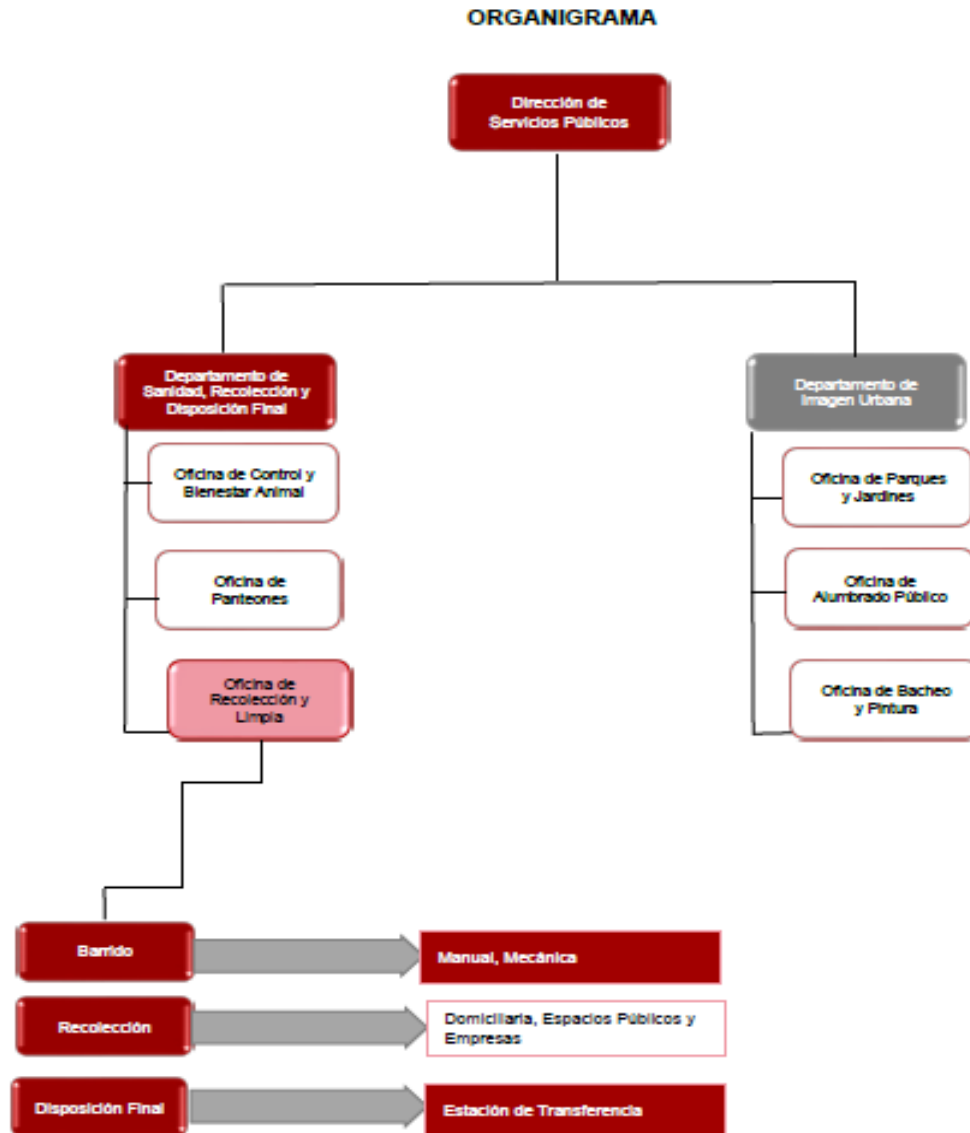 ORGANIGRAMA
Dirección de
Servicios Públicos
Departamento de
Sanidad, Recolección y
Disposición Final
Departamento de
Imagen Urbana
Oficina de Control y
Bienestar Animal
Oficina de
Panteones
Oficina de
Recolección y
Limpia
Oficina de Parques
y Jardines
Oficina de
Alumbrado Público
Oficina de Bacheo
y Pintura
Barrido
Manual, Mecánica
Recolección
Domiciliaria, Espacios Públicos y
Empresas
Disposición Final
Estación de Transferencia